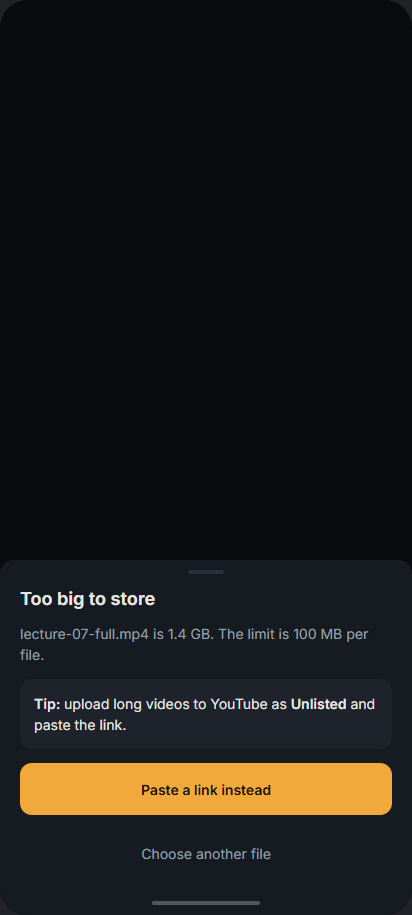 Too big to store
lecture-07-full.mp4 is 1.4 GB. The limit is 100 MB per
file.
Tip: upload long videos to YouTube as Unlisted and
paste the link.
Paste a link instead
Choose another file